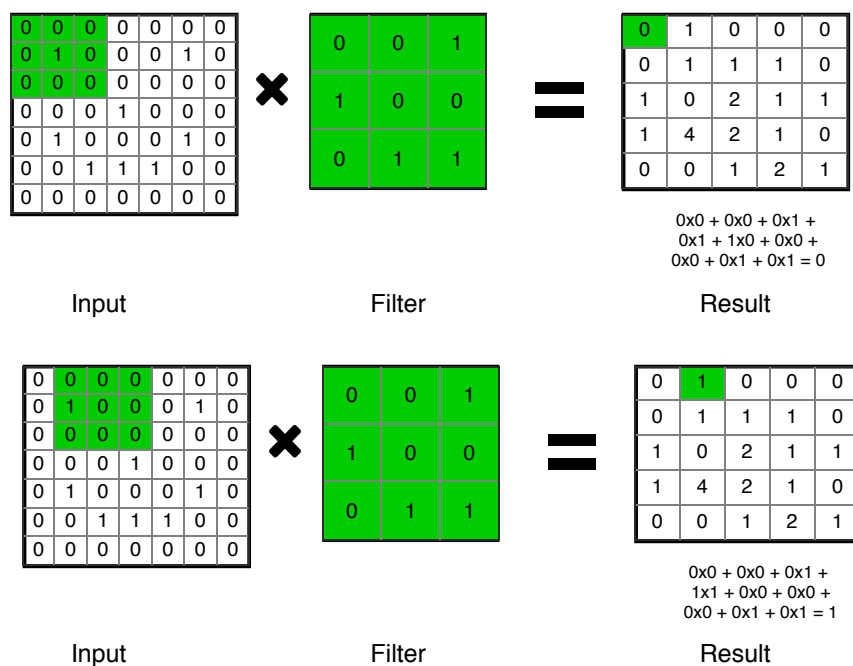 0 0 0 0 0 0 0
0 1 0 0 0 1 0
0 0 0 0 0 0 0
0 0 0 1 0 0 0
0 1 0 0 0 1 0
0 0 1 1 1 0 0
0 0 0 0 0 0 0
0 0 1
1 0 0
0 1 1
0 1 0 0 0
0 1 1 1 0
1 0 2 1 1
1 4 2 1 0
0 0 1 2 1
0x0 + 0x0 + 0x1 +
0x1 + 1x0 + 0x0 +
0x0 + 0x1 + 0x1 = 0
Input Filter Result
0 0 0 0 0 0 0
0 1 0 0 0 1 0
0 0 0 0 0 0 0
0 0 0 1 0 0 0
0 1 0 0 0 1 0
0 0 1 1 1 0 0
0 0 0 0 0 0 0
0 0 1
1 0 0
0 1 1
0 1 0 0 0
0 1 1 1 0
1 0 2 1 1
1 4 2 1 0
0 0 1 2 1
0x0 + 0x0 + 0x1 +
1x1 + 0x0 + 0x0 +
0x0 + 0x1 + 0x1 = 1
Input Filter Result